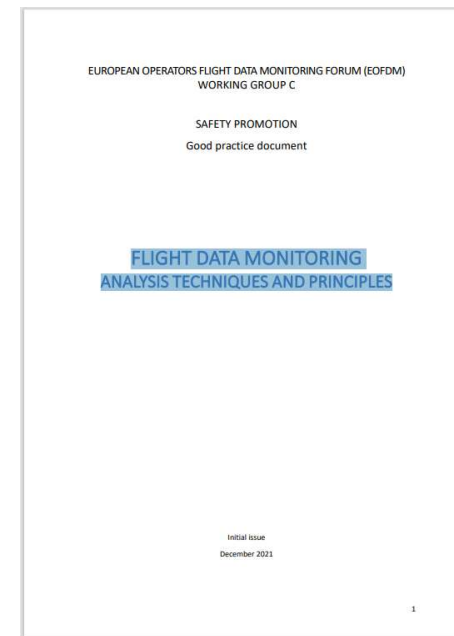 EUROPEAN OPERATORS FLIGHT DATA MONITORING FORUM (EOFDM)
WORKING GROUP C
SAFETY PROMOTION
Good practice document
FLIGHT DATA MONITORING
ANALYSIS TECHNIQUES AND PRINCIPLES
Initial issue
December 2021
1